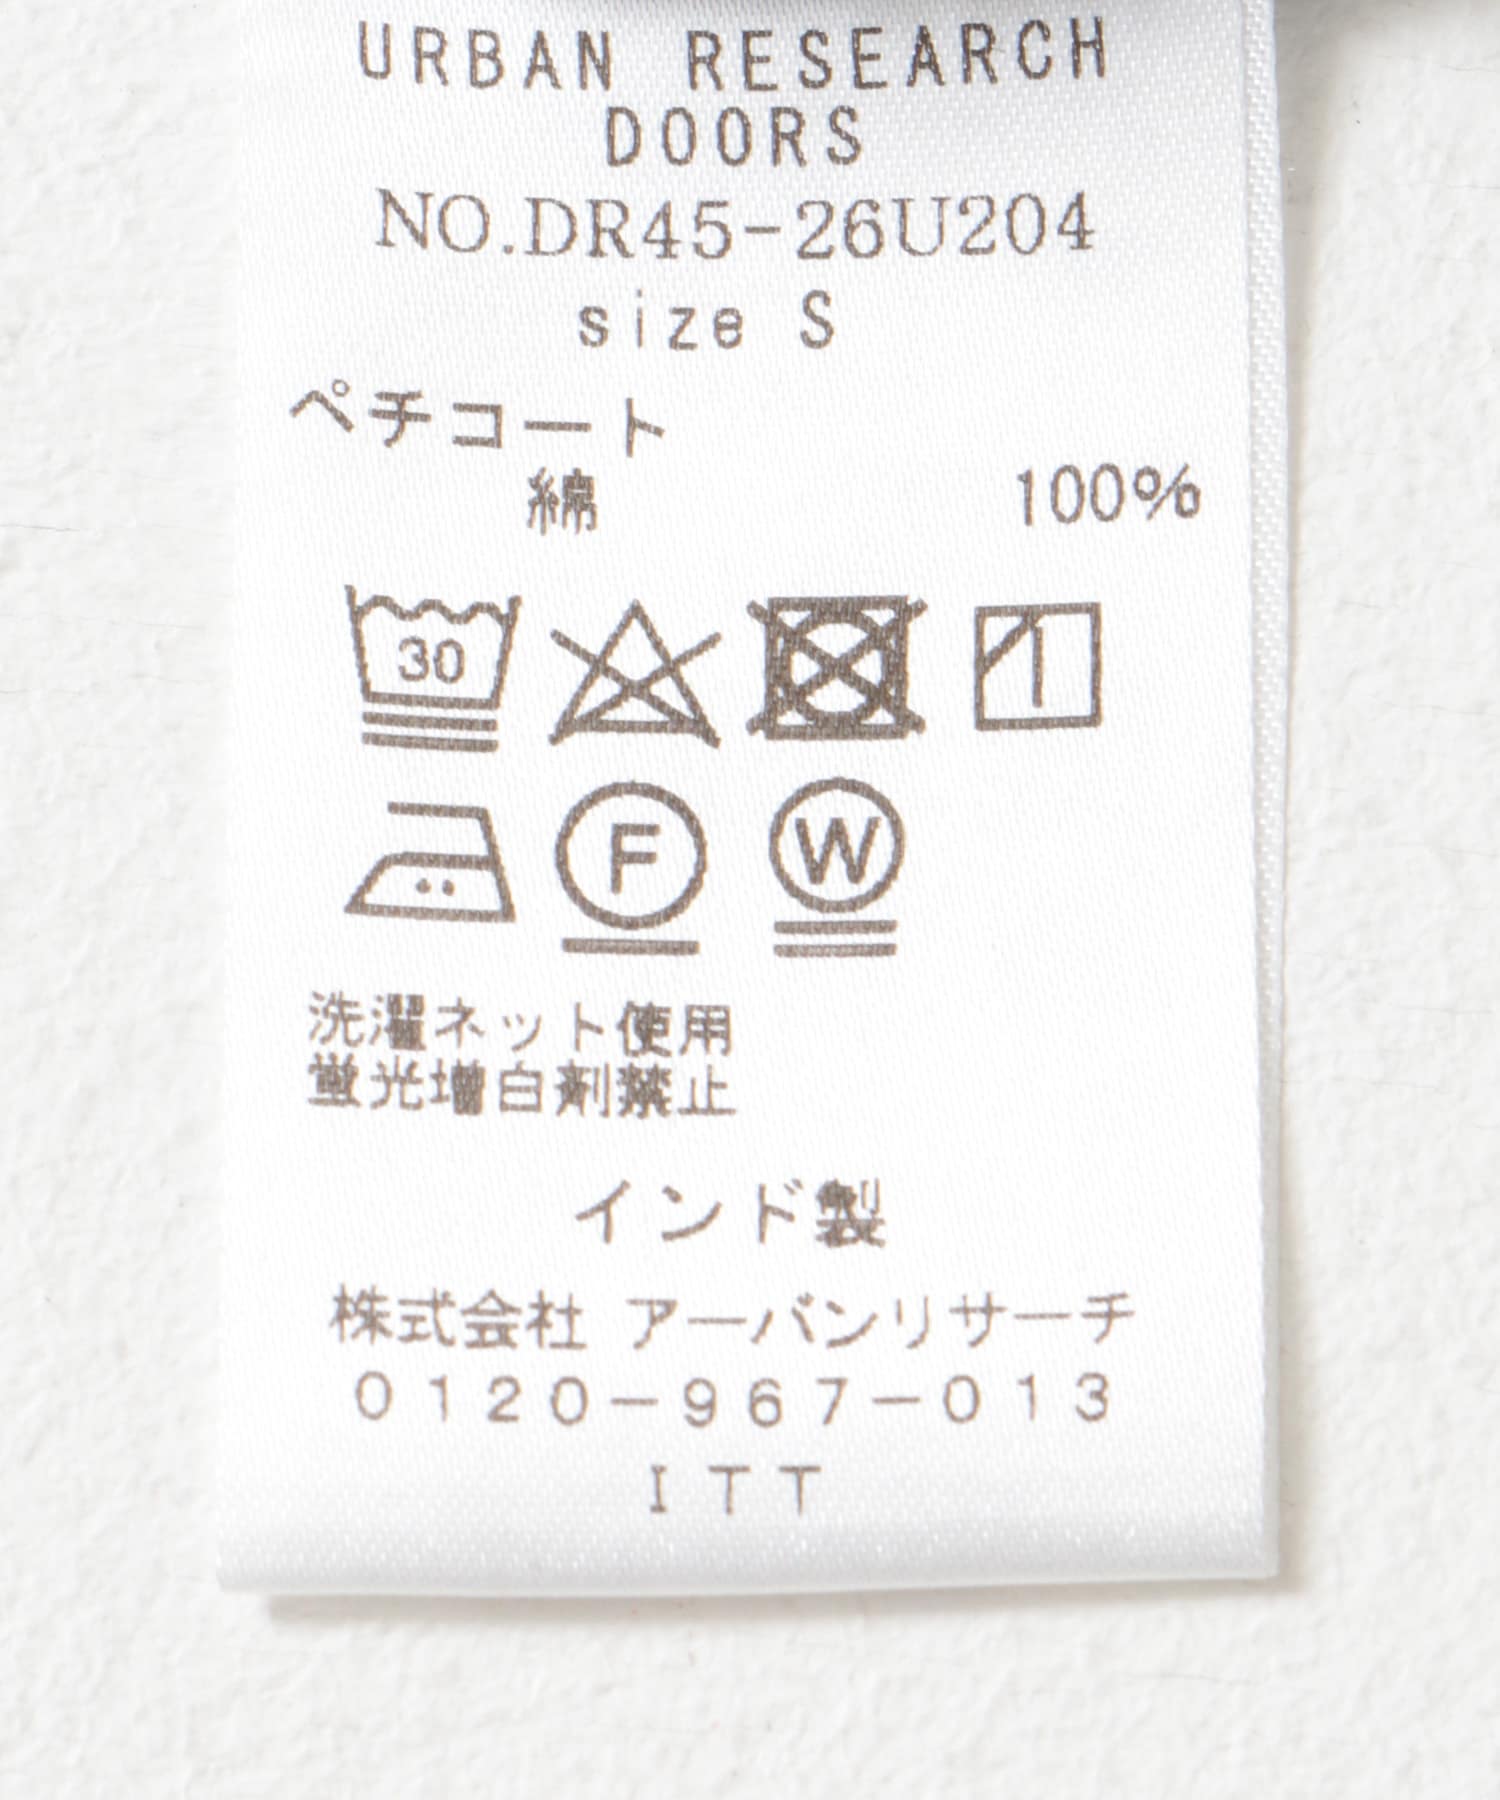 URBAN RESEARCH
DOORS
NO.DR45-26U204
size S
ペチコート
綿 100%
30
F W
洗濯ネット使用
蛍光増白剤禁止
インド製
株式会社 アーバンリサーチ
0120-967-013
ITT